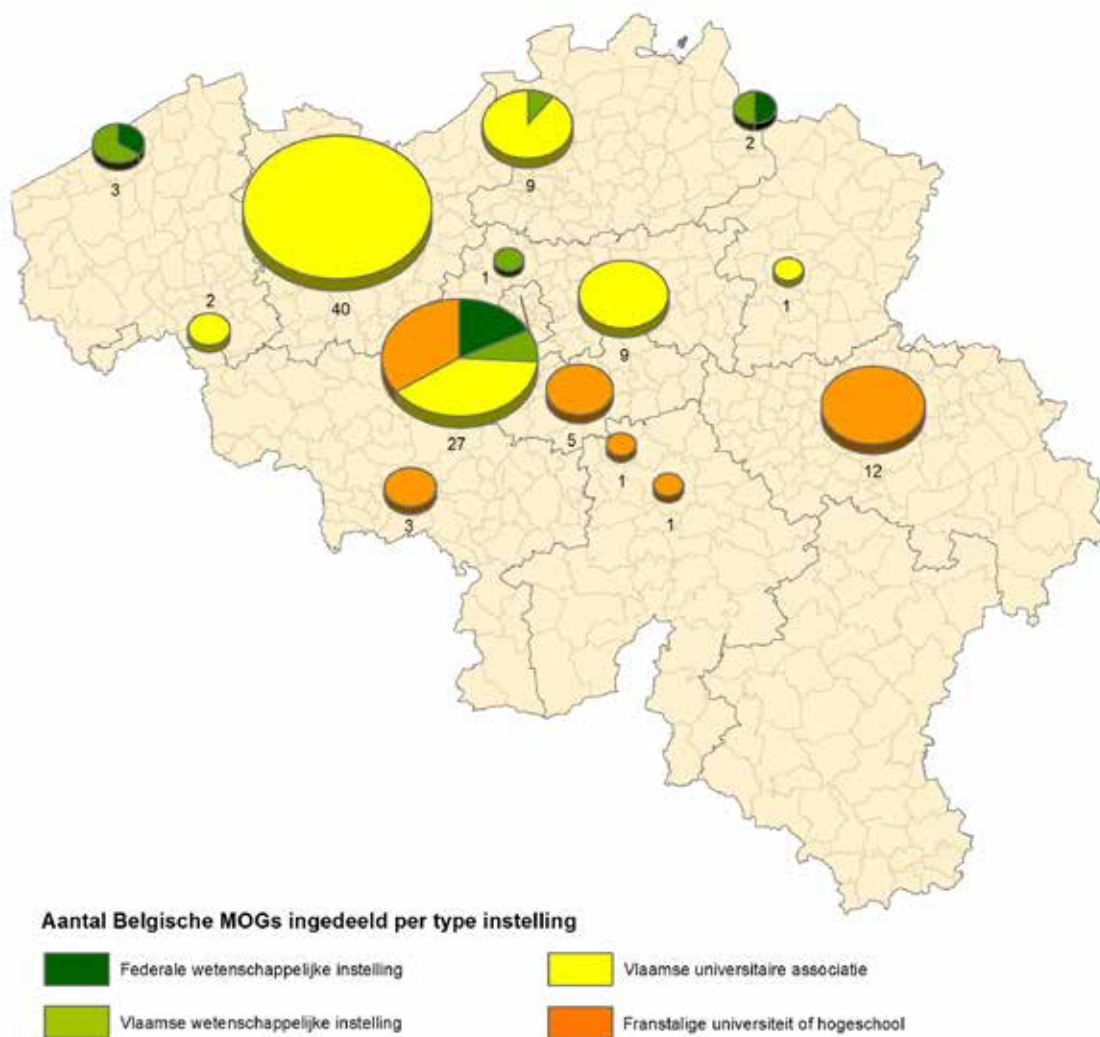 2
3
9
1
1
2
40
9
5
12
27
1
1
3
Aantal Belgische MOGs ingedeeld per type instelling
Federale wetenschappelijke instelling
Vlaamse universitaire associatie
Vlaamse wetenschappelijke instelling
Franstalige universiteit of hogeschool